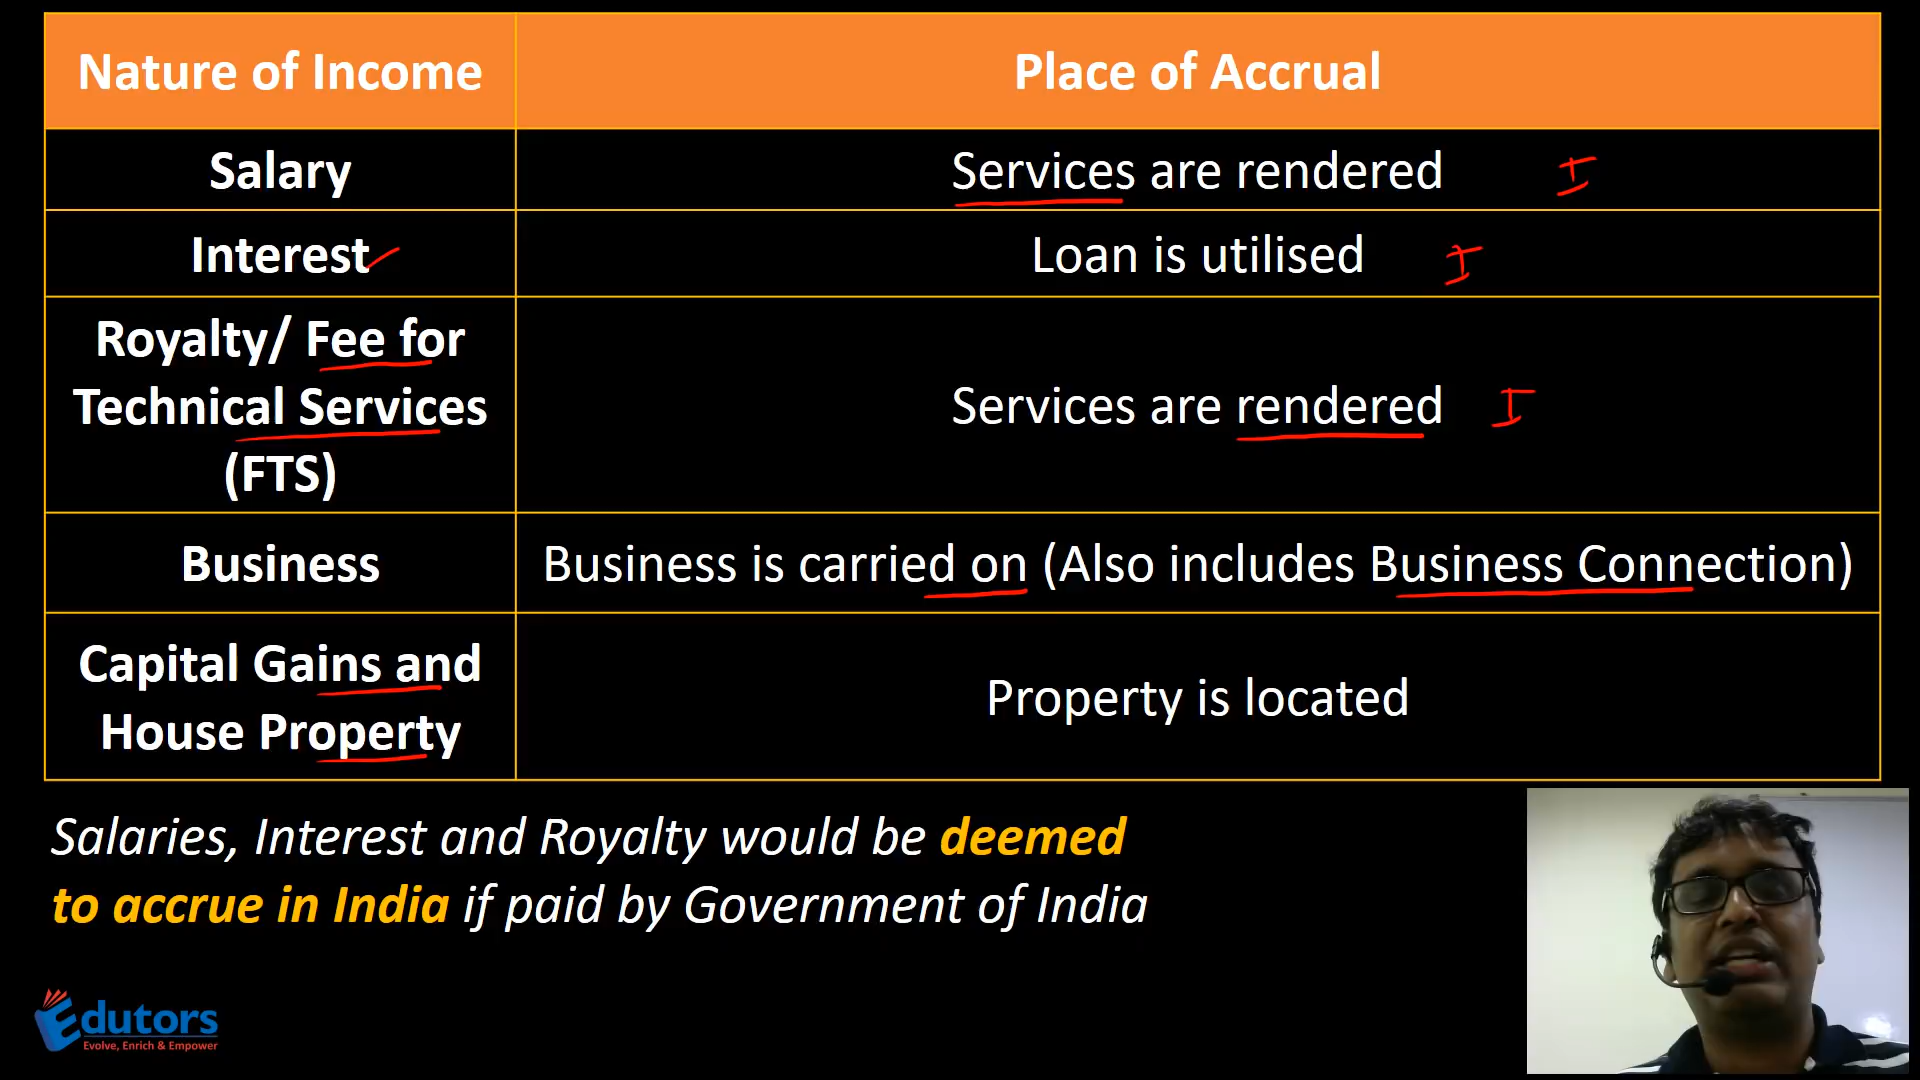 Nature of Income
Place of Accrual
Salary
Services are rendered I
Interest
Loan is utilised I
Royalty/ Fee for
Technical Services
(FTS)
Services are rendered I
Business
Business is carried on (Also includes Business Connection)
Capital Gains and
House Property
Property is located
Salaries, Interest and Royalty would be deemed
to accrue in India if paid by Government of India
Edutors
Evolve, Enrich & Empower